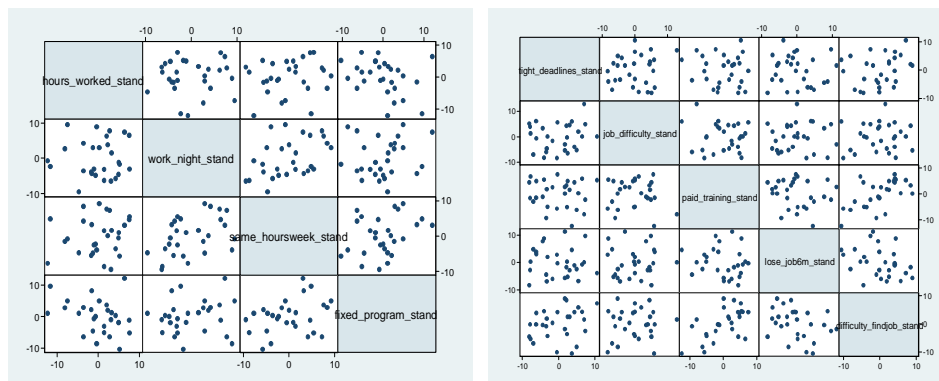 -10 0 10
hours_worked_stand
10
0
-10
10
0
-10
work_night_stand
same_hoursweek_stand
10
0
-10
10
0
-10
fixed_program_stand
-10 0 10
-10 0 10
-10 0 10
-10 0 10
tight_deadlines_stand
10
0
-10
10
0
-10
job_difficulty_stand
paid_training_stand
10
0
-10
10
0
-10
lose_job6m_stand
difficulty_findjob_stand
10
0
-10
-10 0 10
-10 0 10
-10 0 10